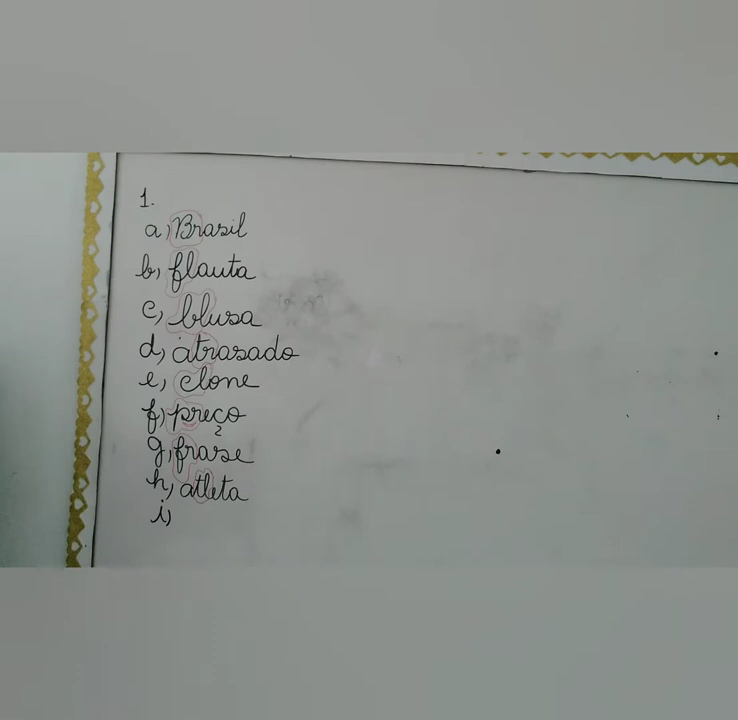 1.
a) Brasil
b) flauta
c) blusa
d) atrasado
e) clone
f) preço
g) frase
h) atleta
i)